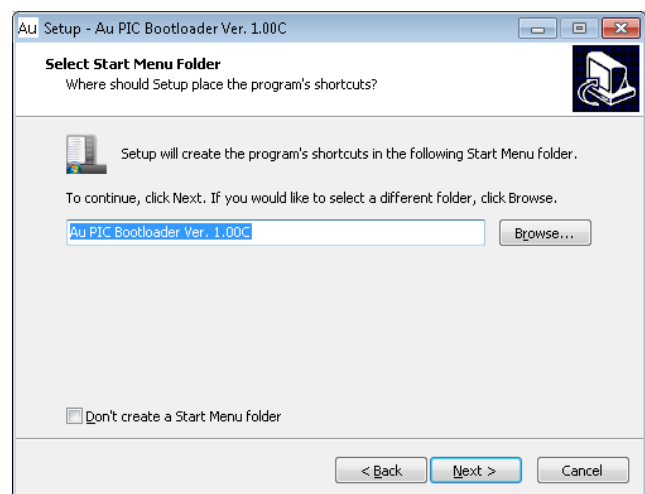 Au Setup - Au PIC Bootloader Ver. 1.00C
Select Start Menu Folder
Where should Setup place the program's shortcuts?
Setup will create the program's shortcuts in the following Start Menu folder.
To continue, click Next. If you would like to select a different folder, click Browse.
Au PIC Bootloader Ver. 1.00C
Browse...
Don't create a Start Menu folder
< Back
Next >
Cancel